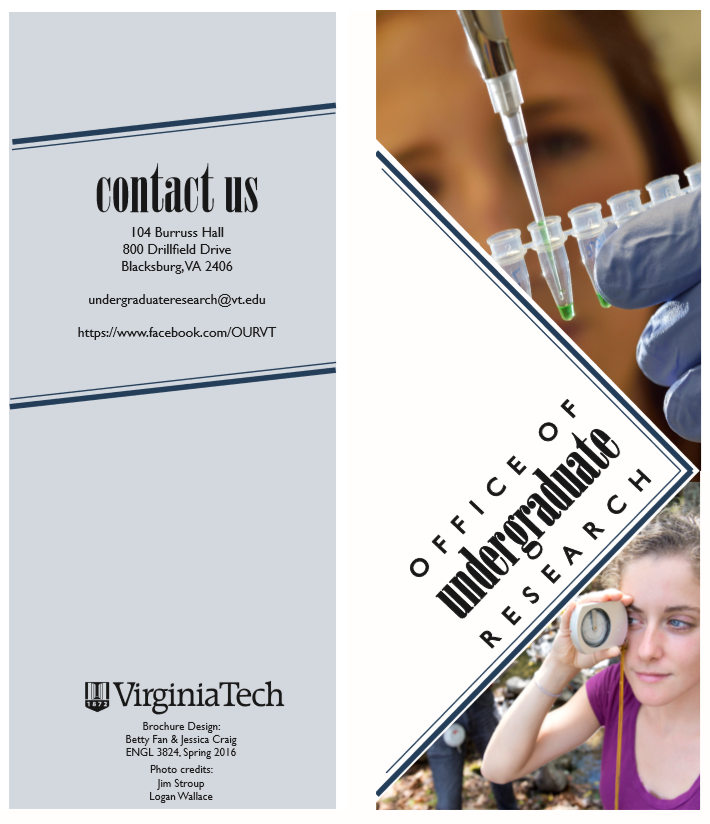 contact us
104 Burruss Hall
800 Drillfield Drive
Blacksburg, VA 2406
undergraduateresearch@vt.edu
https://www.facebook.com/OURVT
1872
VirginiaTech
Brochure Design:
Betty Fan & Jessica Craig
ENGL 3824, Spring 2016
Photo credits:
Jim Stroup
Logan Wallace
OFFICE OF
undergraduate
RESEARCH